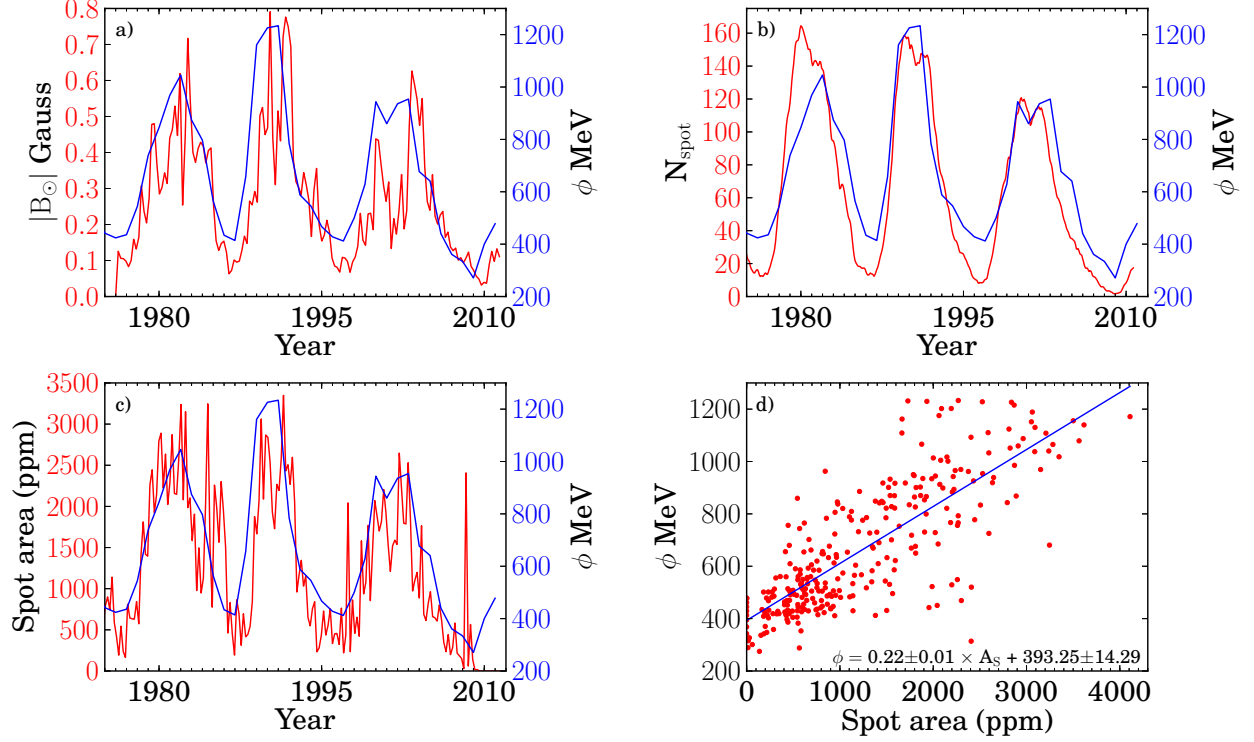 a)
0.8
0.7
0.6
0.5
0.4
0.3
0.2
0.1
0.0
|B⊙| Gauss
1980 1995 2010
Year
1200
1000
800
600
400
200
ϕ MeV
b)
160
140
120
100
80
60
40
20
0
N_spot
1980 1995 2010
Year
1200
1000
800
600
400
200
ϕ MeV
c)
3500
3000
2500
2000
1500
1000
500
0
Spot area (ppm)
1980 1995 2010
Year
1200
1000
800
600
400
200
ϕ MeV
d)
1200
1000
800
600
400
200
ϕ MeV
ϕ = 0.22±0.01 × A_S + 393.25±14.29
0 1000 2000 3000 4000
Spot area (ppm)